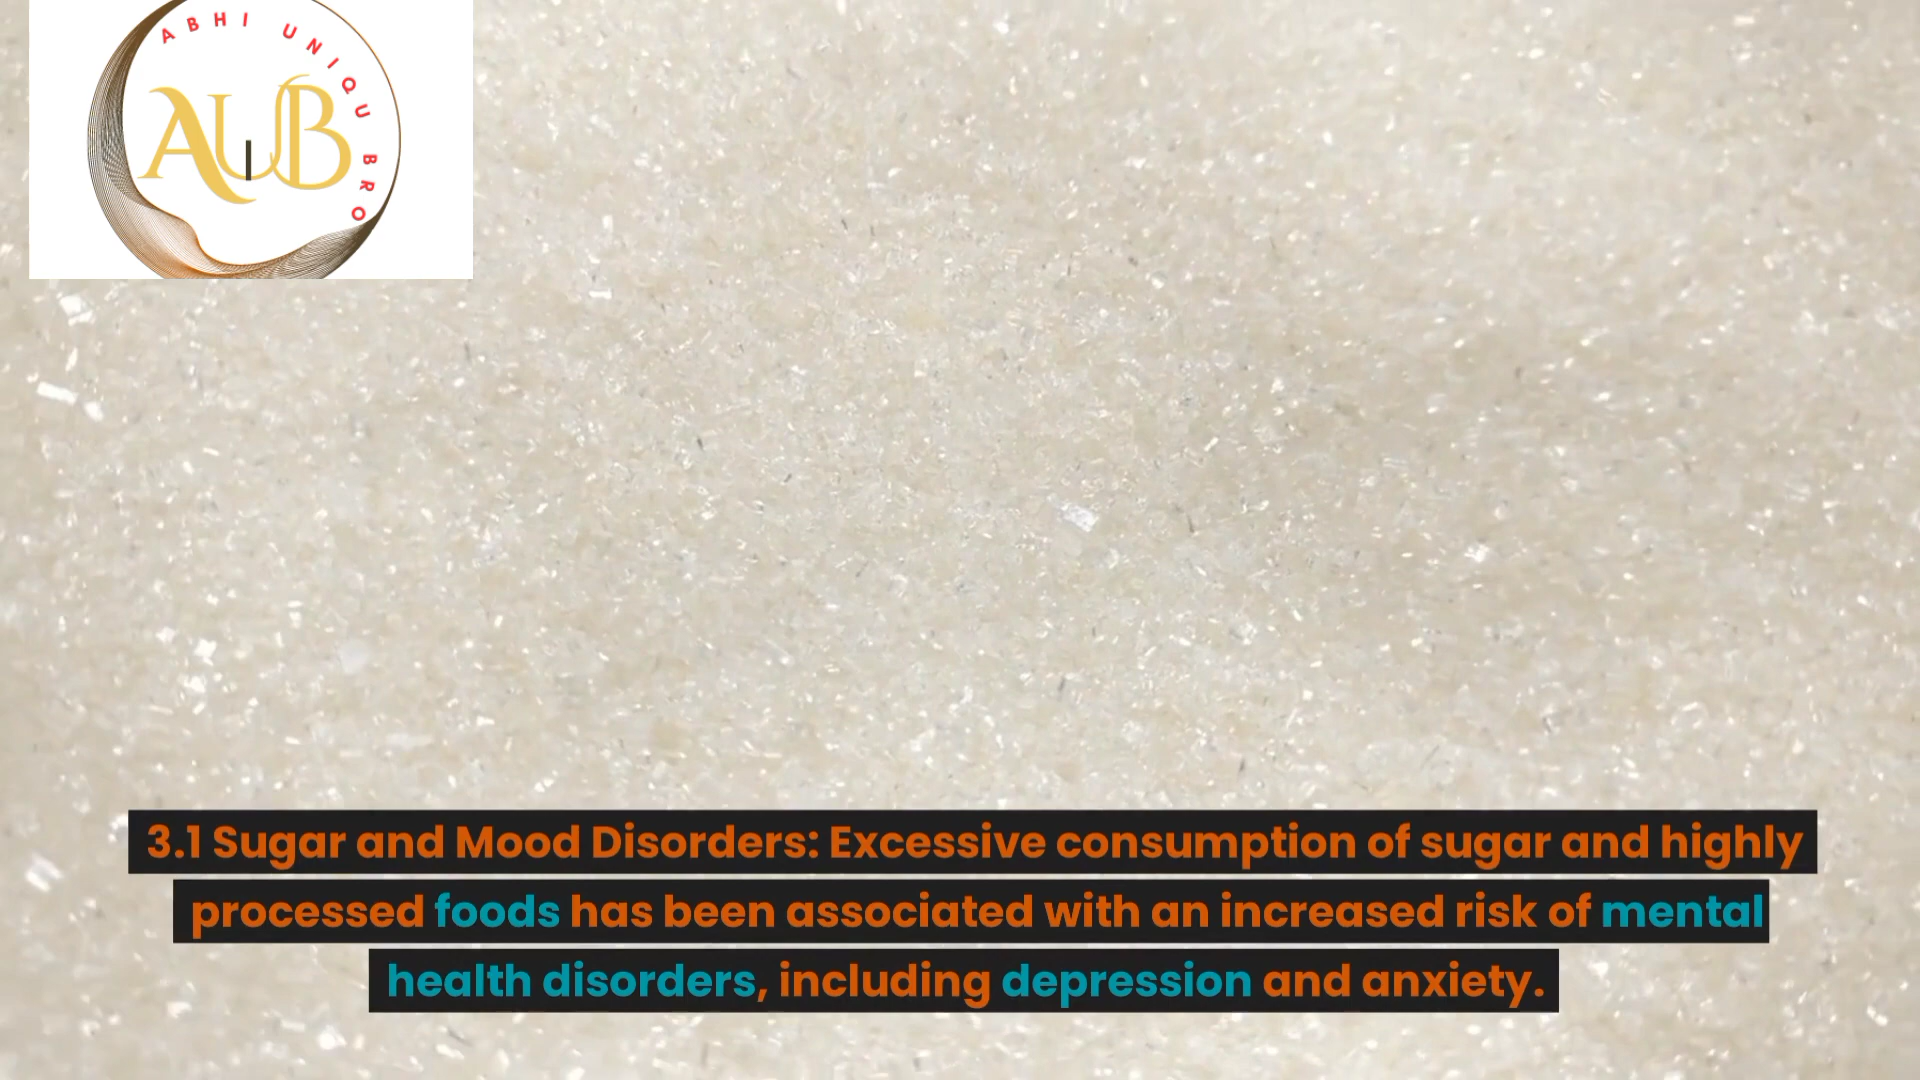 ABHI UNIQU BRO
AUB
3.1 Sugar and Mood Disorders: Excessive consumption of sugar and highly
processed foods has been associated with an increased risk of mental
health disorders, including depression and anxiety.